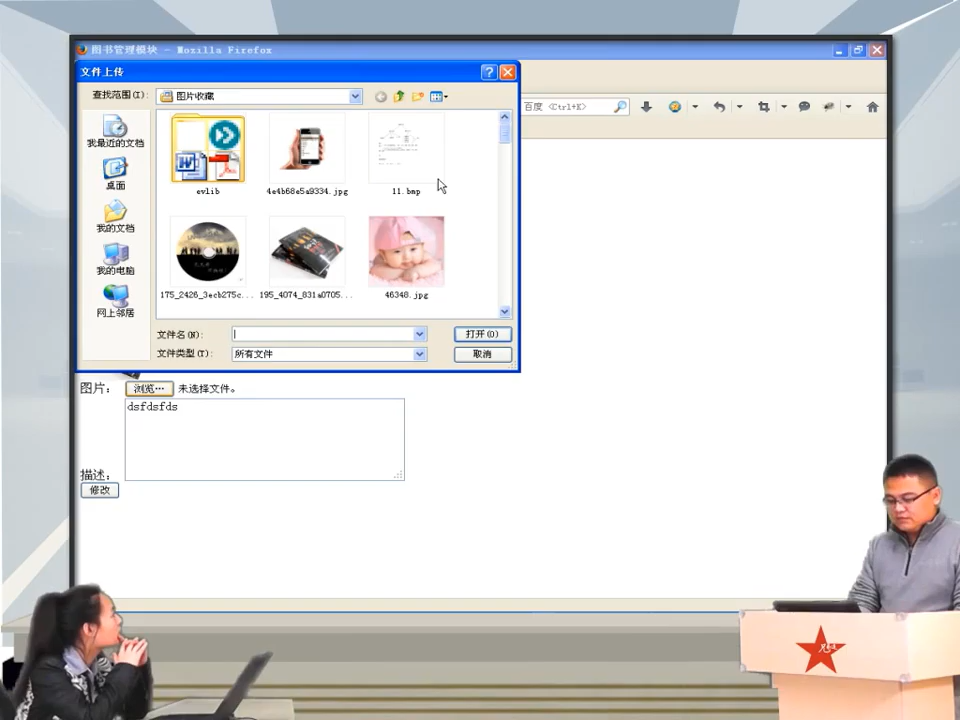 图书管理模块 - Mozilla Firefox
文件上传
查找范围(I):
图片收藏
百度 <Ctrl+K>
我最近的文档
桌面
我的文档
我的电脑
网上邻居
evlib
4e4b68e5a9334.jpg
11.bmp
175_2426_3ecb275c...
195_4074_831a0705...
46348.jpg
文件名(N):
打开(O)
文件类型(T):
所有文件
取消
图片:
浏览…
未选择文件。
dsfdsfds
描述:
修改